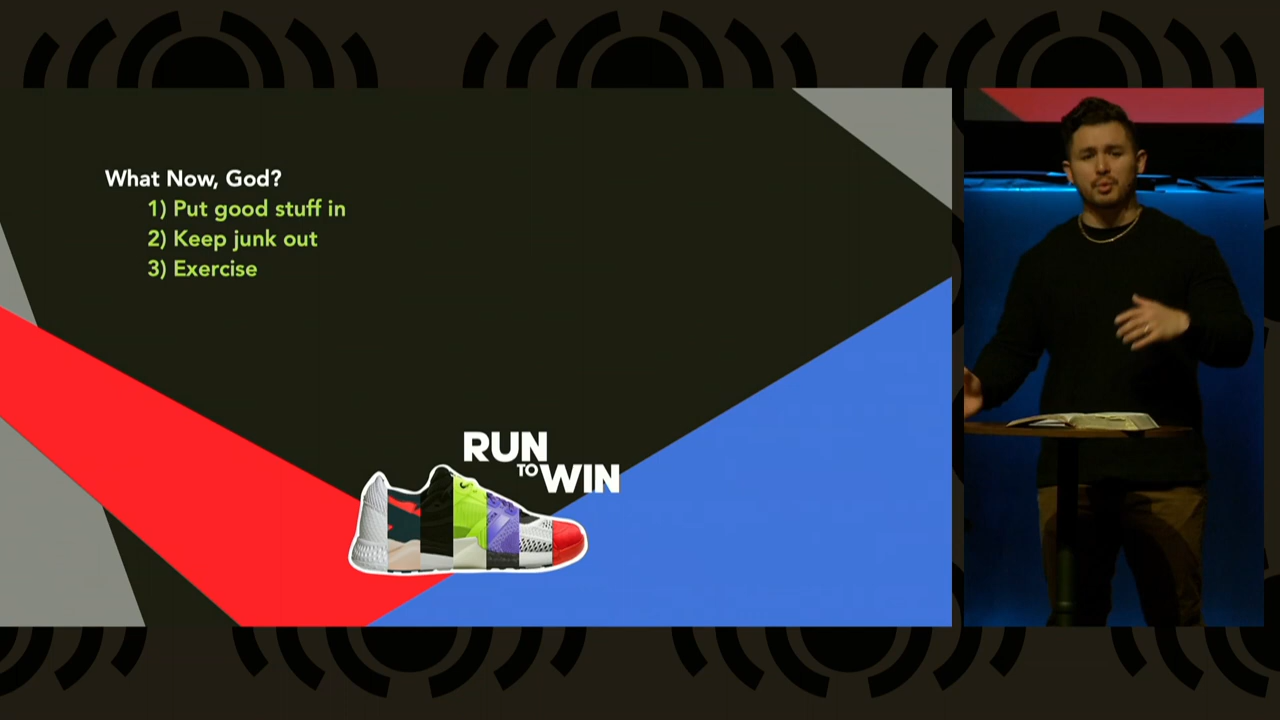 What Now, God?
1) Put good stuff in
2) Keep junk out
3) Exercise
RUN
TO WIN